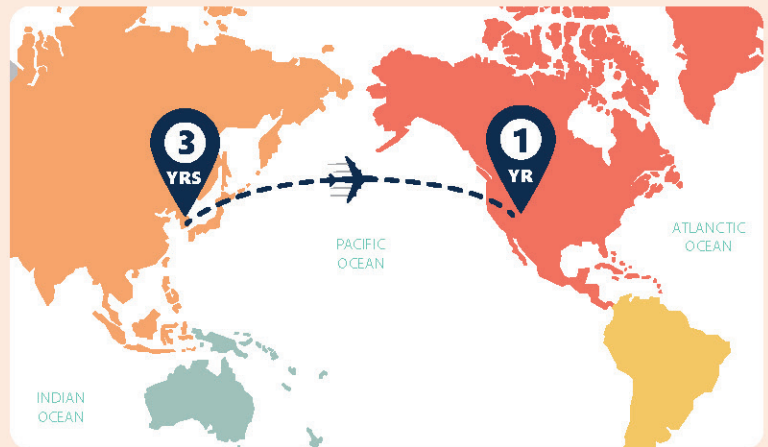 3
YRS
1
YR
PACIFIC
OCEAN
ATLANCTIC
OCEAN
INDIAN
OCEAN